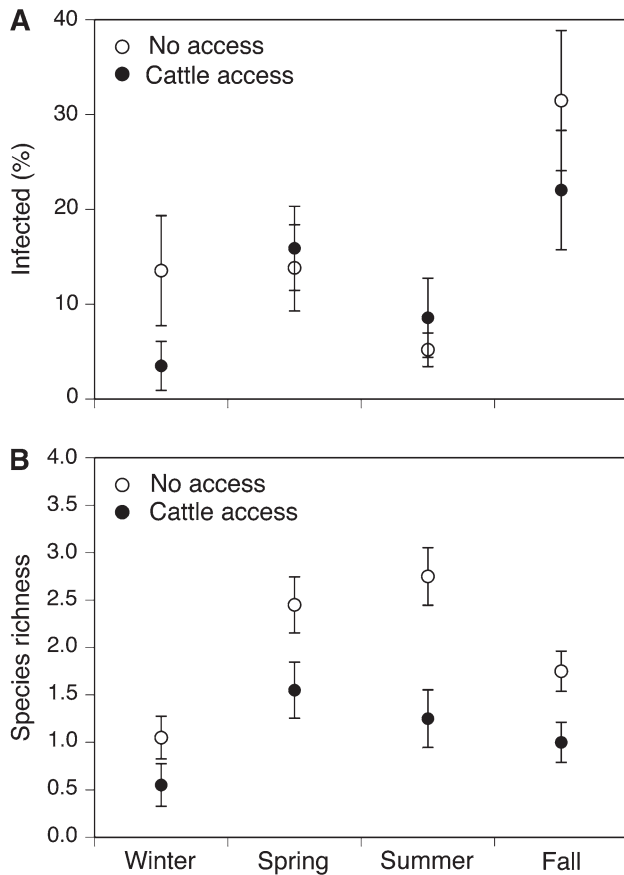 A
40
No access
Cattle access
30
Infected (%)
20
10
0
B
4.0
No access
3.5
Cattle access
3.0
2.5
Species richness
2.0
1.5
1.0
0.5
0.0
Winter Spring Summer Fall